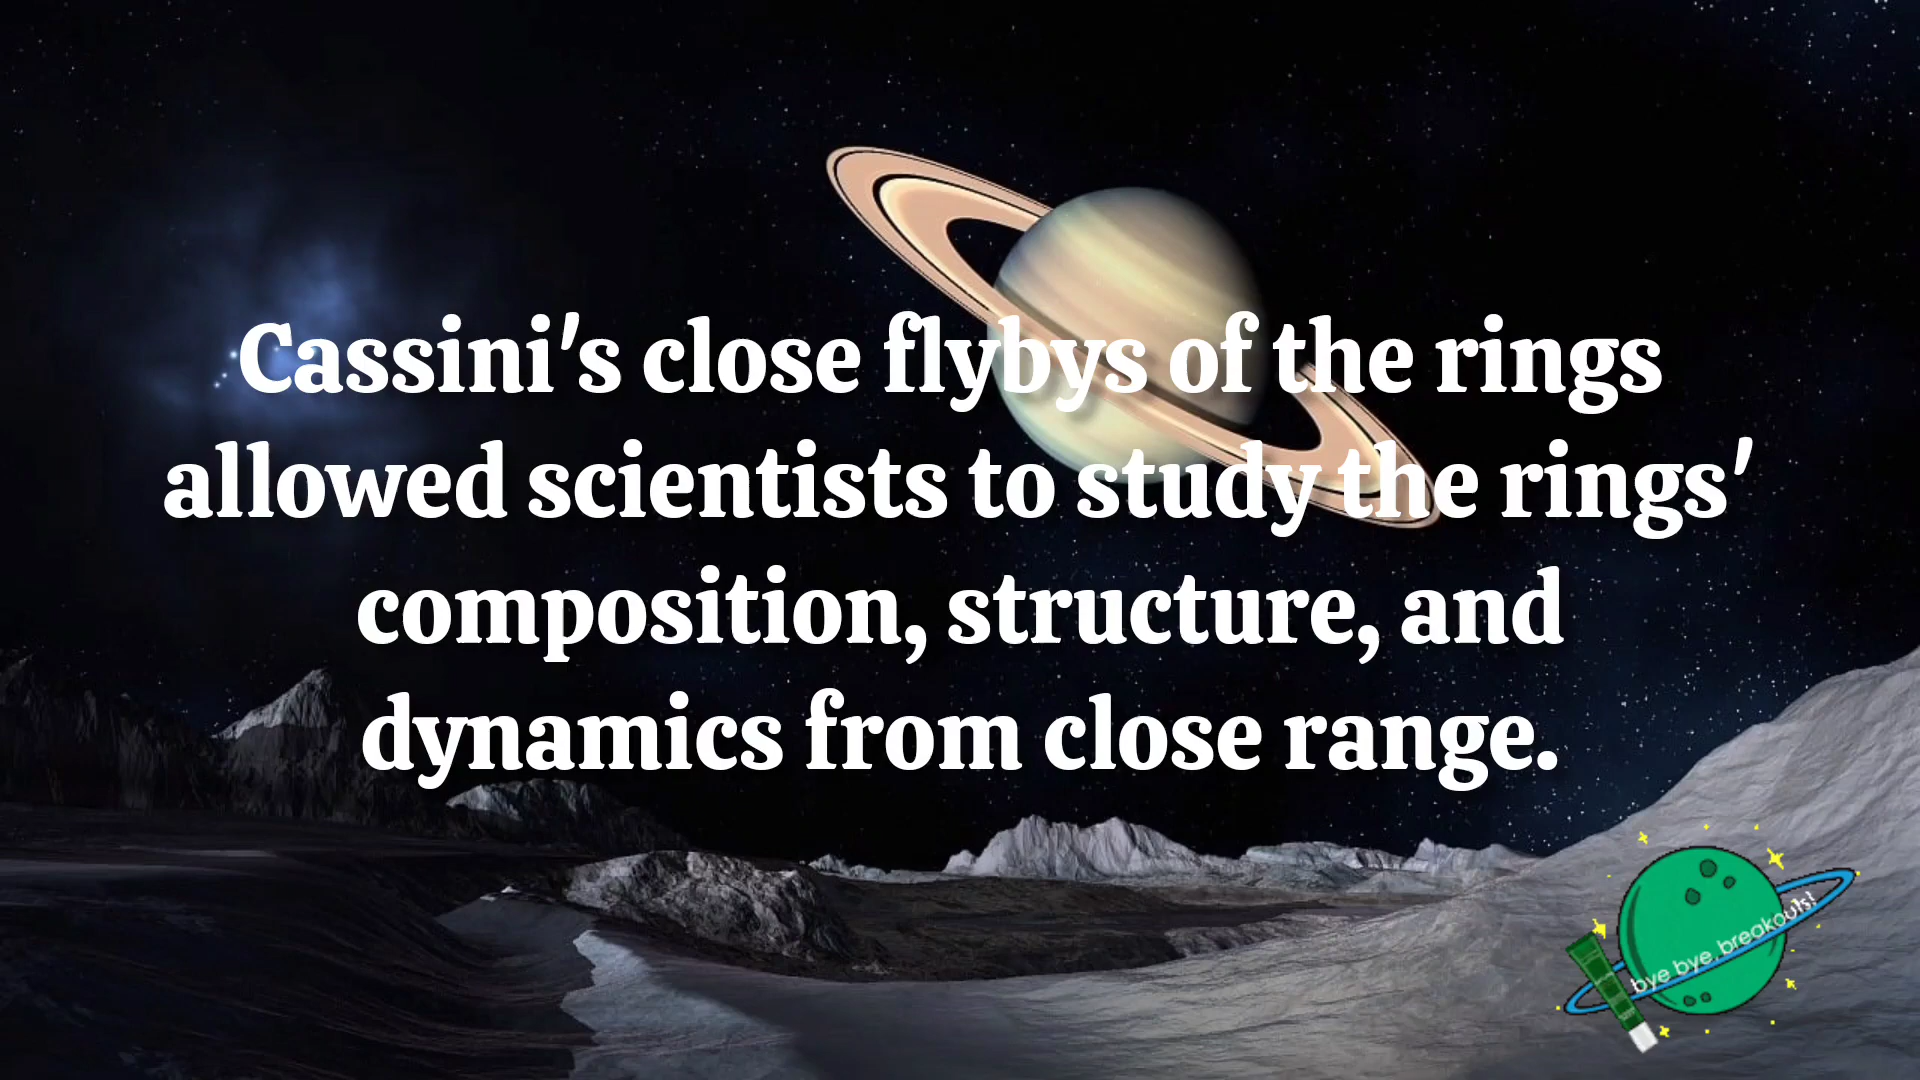 Cassini's close flybys of the rings
allowed scientists to study the rings'
composition, structure, and
dynamics from close range.
bye bye, breakouts!